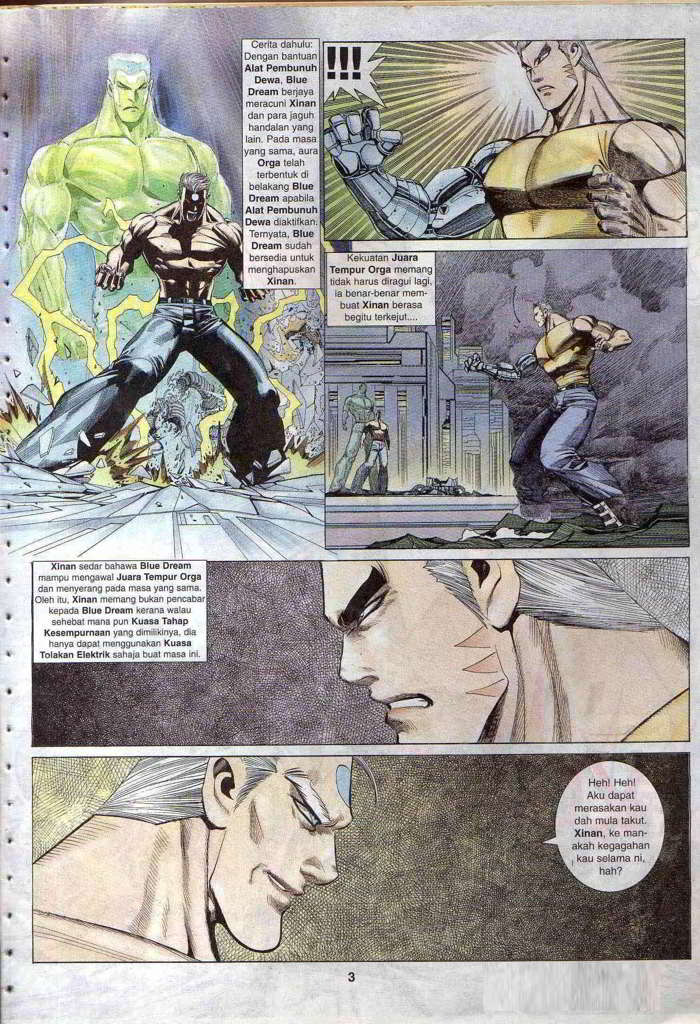 Cerita dahulu:
Dengan bantuan
Alat Pembunuh
Dewa, Blue
Dream berjaya
meracuni Xinan
dan para jaguh
handalan yang
lain. Pada masa
yang sama, aura
Orga telah
terbentuk di
belakang Blue
Dream apabila
Alat Pembunuh
Dewa diaktifkan.
Ternyata, Blue
Dream sudah
bersedia untuk
menghapuskan
Xinan.
!!!
Kekuatan Juara
Tempur Orga memang
tidak harus diragui lagi,
ia benar-benar mem-
buat Xinan berasa
begitu terkejut....
Xinan sedar bahawa Blue Dream
mampu mengawal Juara Tempur Orga
dan menyerang pada masa yang sama.
Oleh itu, Xinan memang bukan pencabar
kepada Blue Dream kerana walau
sehebat mana pun Kuasa Tahap
Kesempurnaan yang dimilikinya, dia
hanya dapat menggunakan Kuasa
Tolakan Elektrik sahaja buat masa ini.
Heh! Heh!
Aku dapat
merasakan kau
dah mula takut.
Xinan, ke man-
akah kegagahan
kau selama ni,
hah?
3